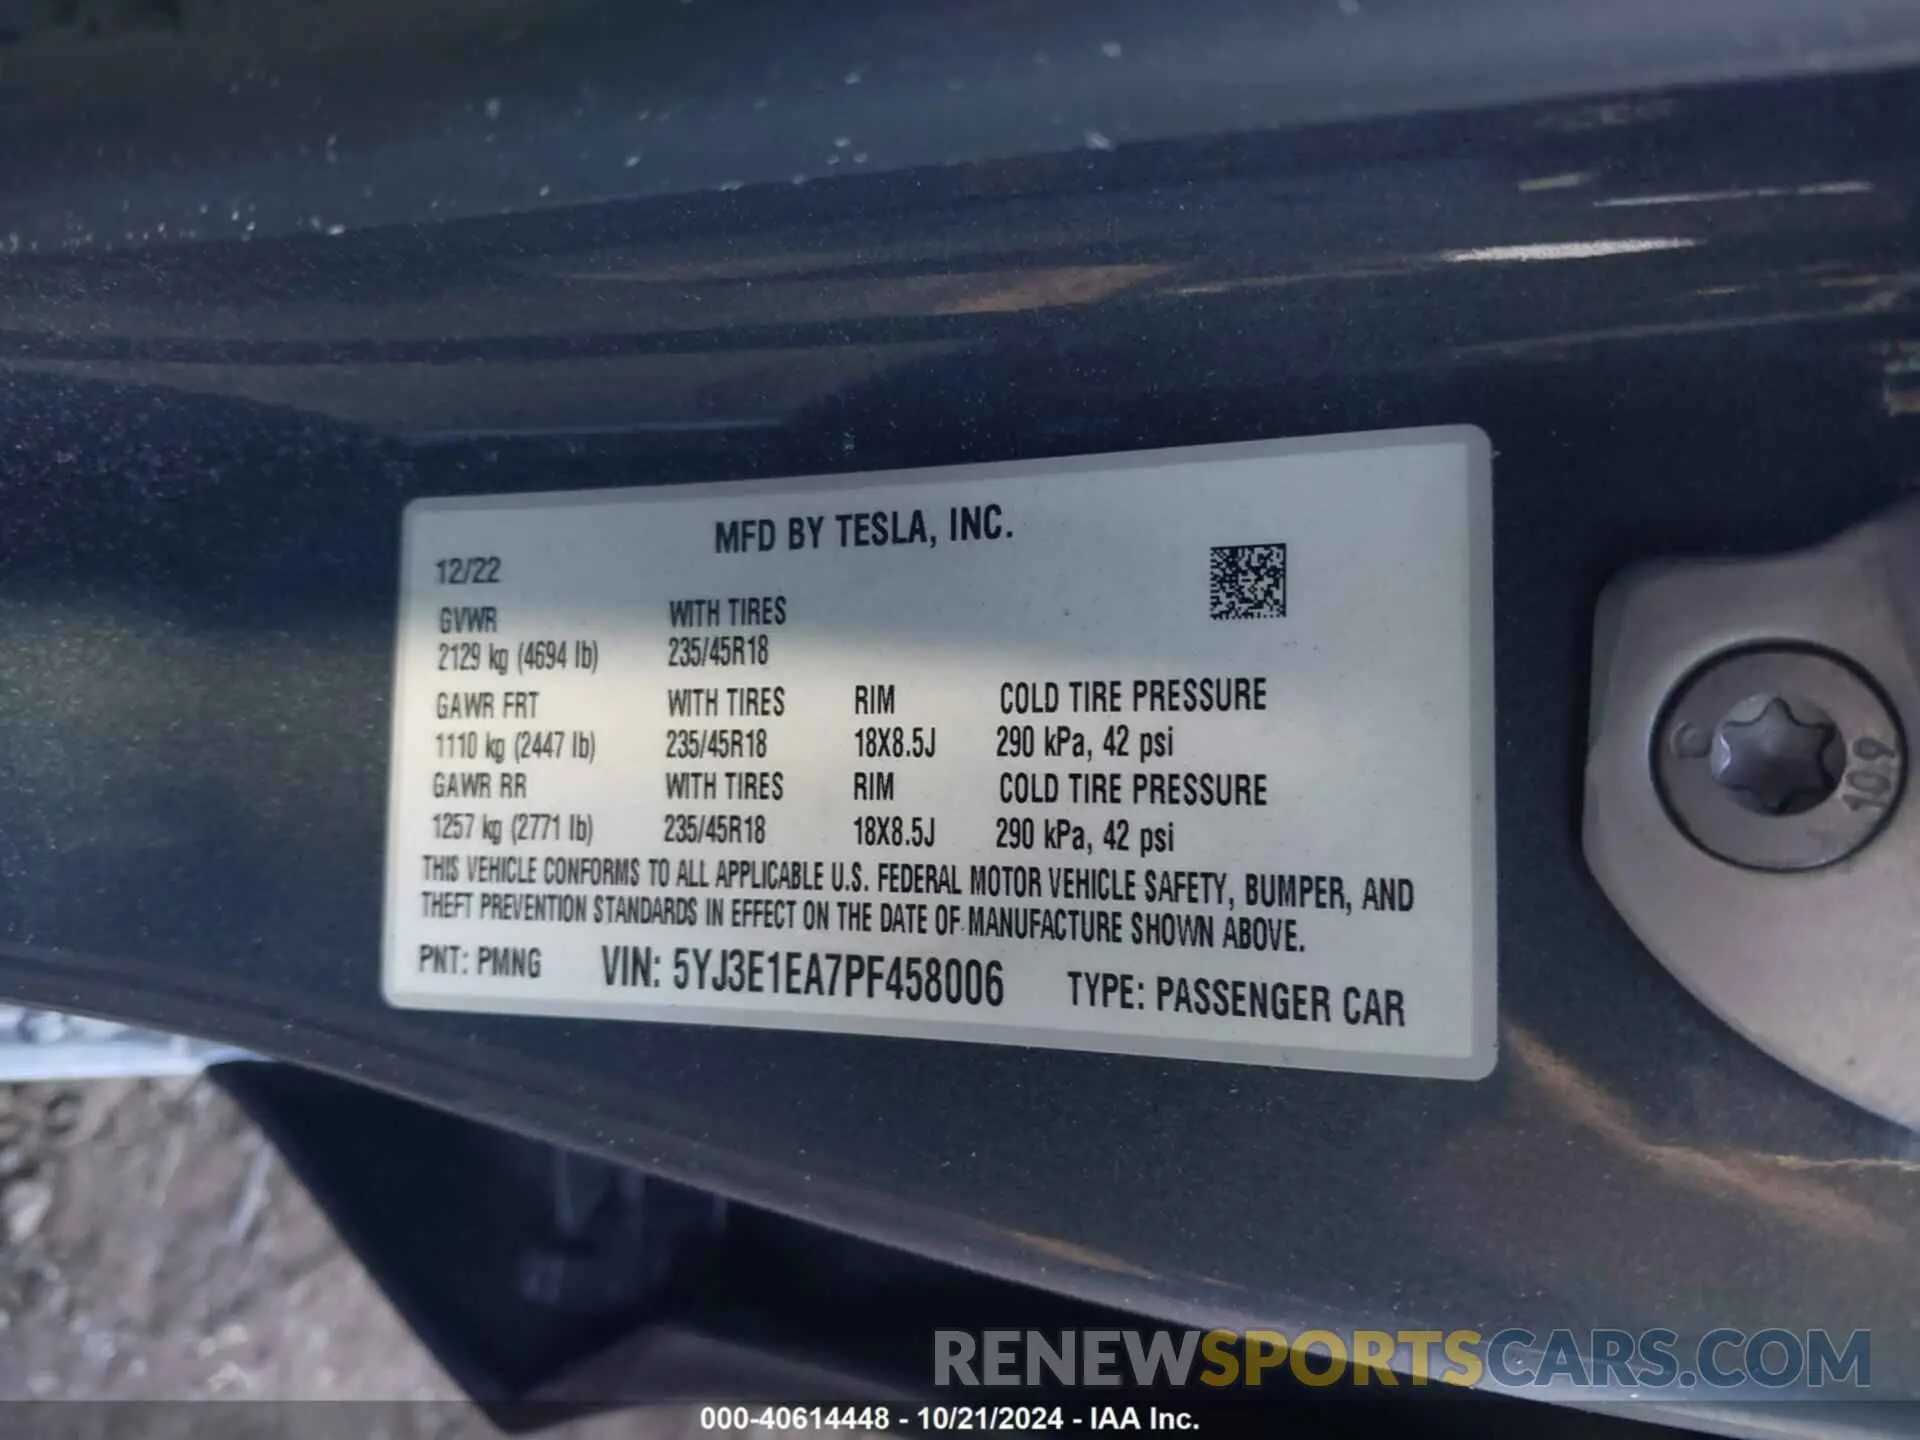 MFD BY TESLA, INC.
12/22
GVWR WITH TIRES
2129 kg (4694 lb) 235/45R18
GAWR FRT WITH TIRES RIM COLD TIRE PRESSURE
1110 kg (2447 lb) 235/45R18 18X8.5J 290 kPa, 42 psi
GAWR RR WITH TIRES RIM COLD TIRE PRESSURE
1257 kg (2771 lb) 235/45R18 18X8.5J 290 kPa, 42 psi
THIS VEHICLE CONFORMS TO ALL APPLICABLE U.S. FEDERAL MOTOR VEHICLE SAFETY, BUMPER, AND
THEFT PREVENTION STANDARDS IN EFFECT ON THE DATE OF MANUFACTURE SHOWN ABOVE.
PNT: PMNG VIN: 5YJ3E1EA7PF458006 TYPE: PASSENGER CAR
10.9
RENEWSPORTSCARS.COM
000-40614448 - 10/21/2024 - IAA Inc.